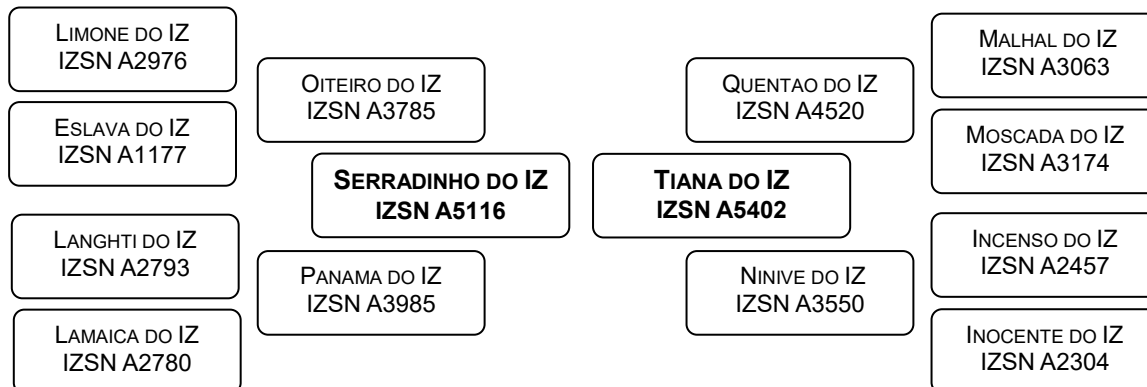 LIMONE DO IZ
IZSN A2976
ESLAVA DO IZ
IZSN A1177
LANGHTI DO IZ
IZSN A2793
LAMAICA DO IZ
IZSN A2780
OITEIRO DO IZ
IZSN A3785
PANAMA DO IZ
IZSN A3985
SERRADINHO DO IZ
IZSN A5116
TIANA DO IZ
IZSN A5402
QUENTAO DO IZ
IZSN A4520
NINIVE DO IZ
IZSN A3550
MALHAL DO IZ
IZSN A3063
MOSCADA DO IZ
IZSN A3174
INCENSO DO IZ
IZSN A2457
INOCENTE DO IZ
IZSN A2304